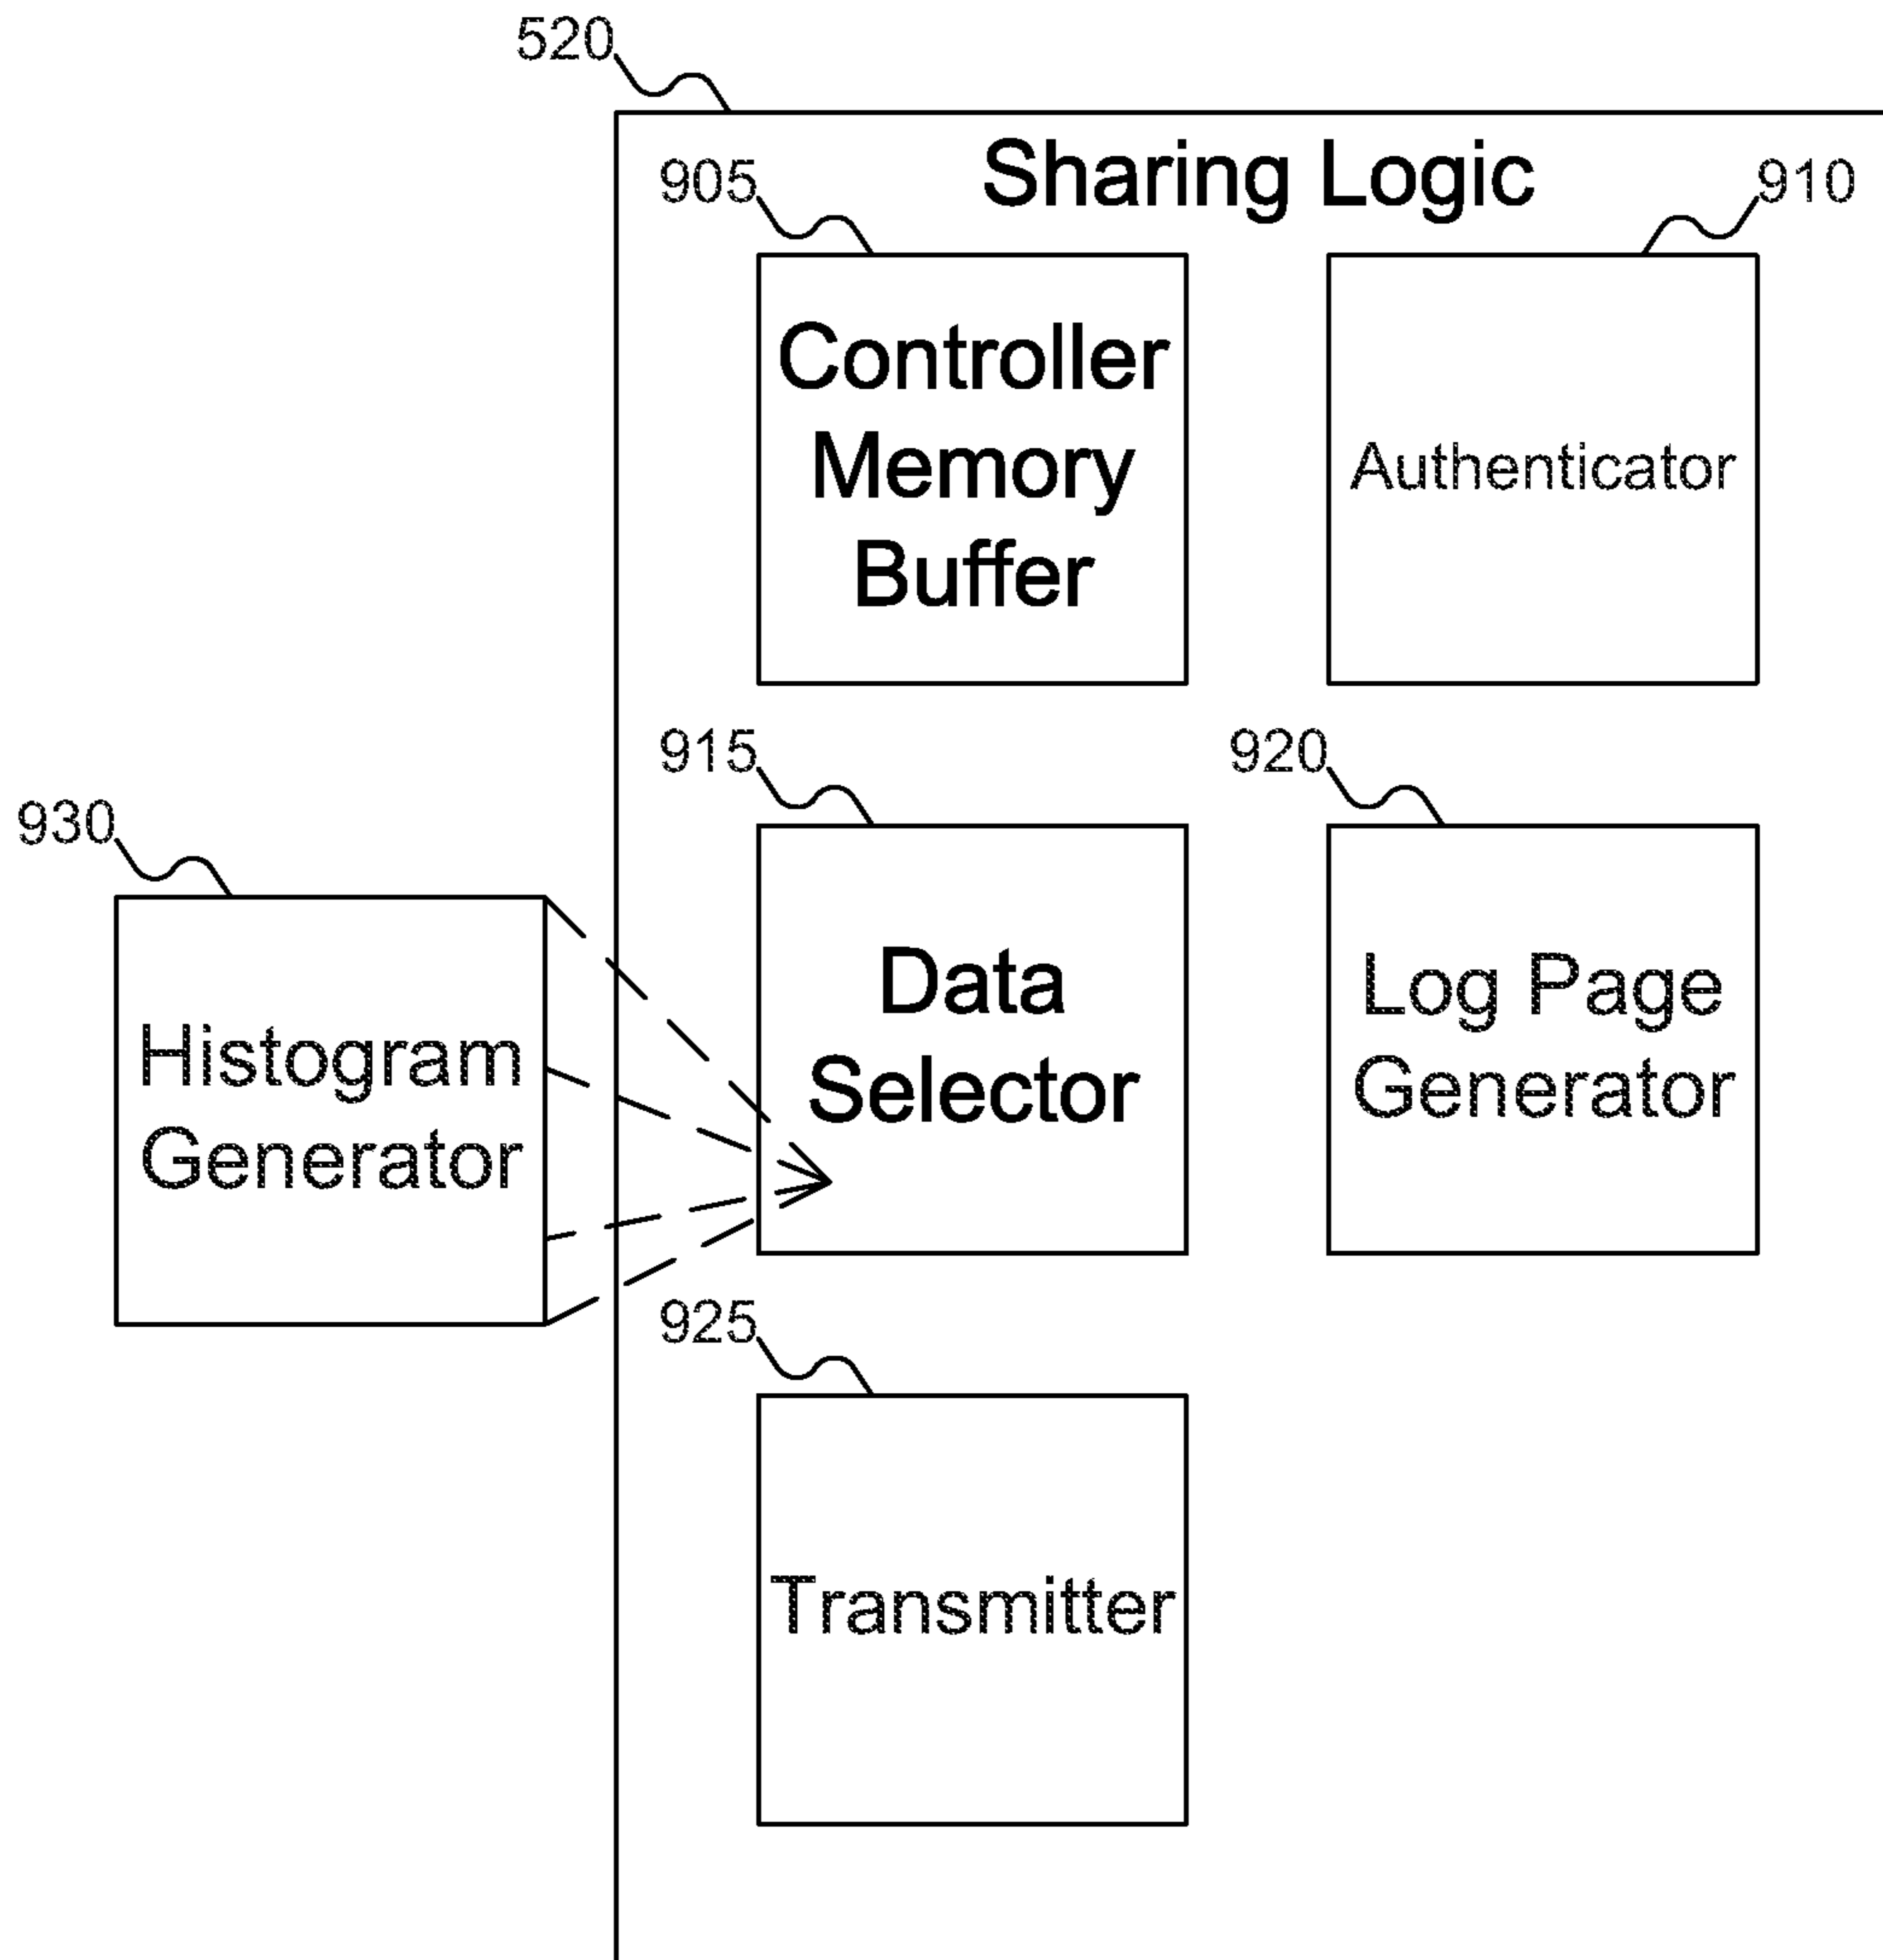 520
Sharing Logic
905
910
Controller
Memory
Buffer
Authenticator
915
920
930
Data
Selector
Log Page
Generator
Histogram
Generator
925
Transmitter